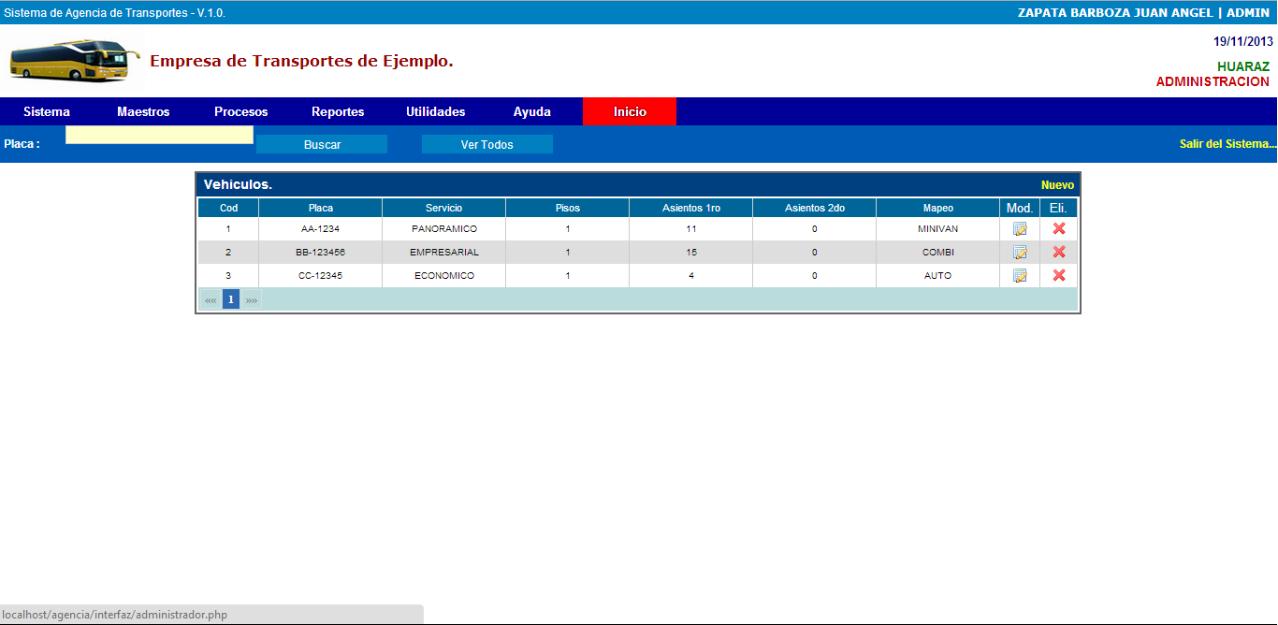 Sistema de Agencia de Transportes - V.1.0. ZAPATA BARBOZA JUAN ANGEL | ADMIN
19/11/2013
Empresa de Transportes de Ejemplo.
HUARAZ
ADMINISTRACION
Sistema Maestros Procesos Reportes Utilidades Ayuda Inicio
Placa : Buscar Ver Todos Salir del Sistema...
Vehiculos. Nuevo
Cod Placa Servicio Pisos Asientos 1ro Asientos 2do Mapeo Mod. Eli.
1 AA-1234 PANORAMICO 1 11 0 MINIVAN
2 BB-123456 EMPRESARIAL 1 15 0 COMBI
3 CC-12345 ECONOMICO 1 4 0 AUTO
«« 1 »»
localhost/agencia/interfaz/administrador.php